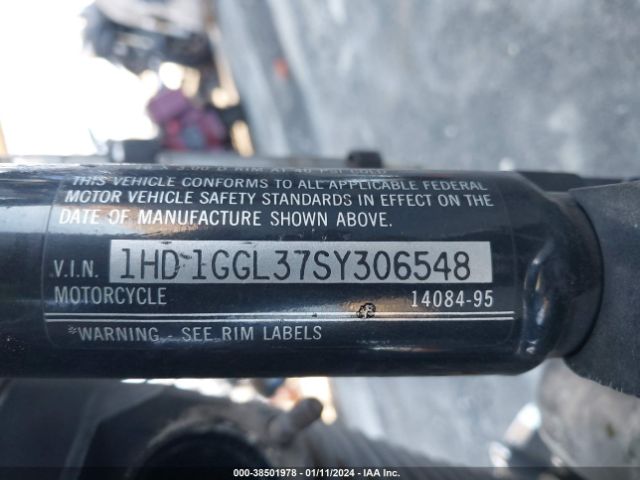 THIS VEHICLE CONFORMS TO ALL APPLICABLE FEDERAL
MOTOR VEHICLE SAFETY STANDARDS IN EFFECT ON THE
DATE OF MANUFACTURE SHOWN ABOVE.
V.I.N. 1HD1GGL37SY306548
MOTORCYCLE 14084-95
*WARNING - SEE RIM LABELS
000-38501978 - 01/11/2024 - IAA Inc.